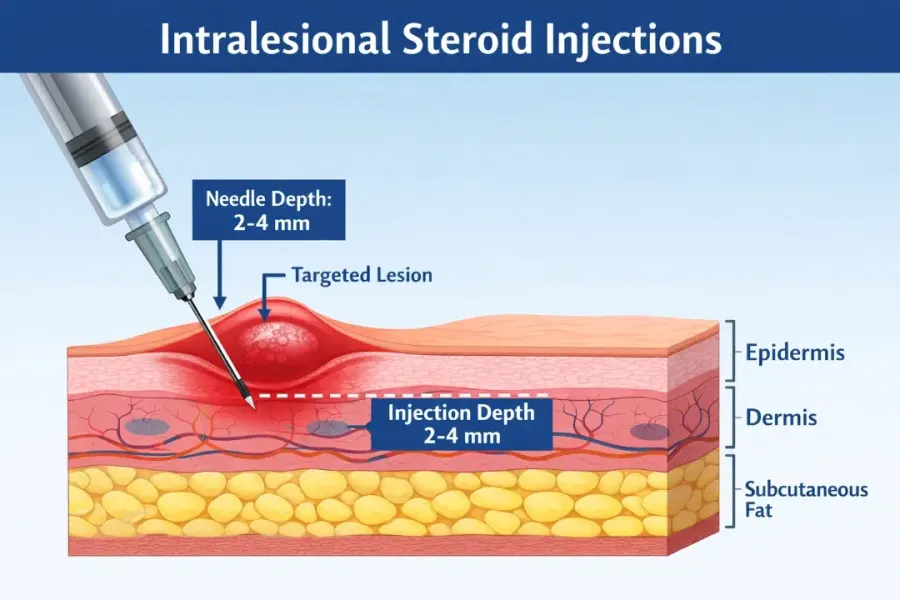 Intralesional Steroid Injections
Needle Depth:
2-4 mm
Targeted Lesion
Epidermis
Injection Depth
2-4 mm
Dermis
Subcutaneous
Fat